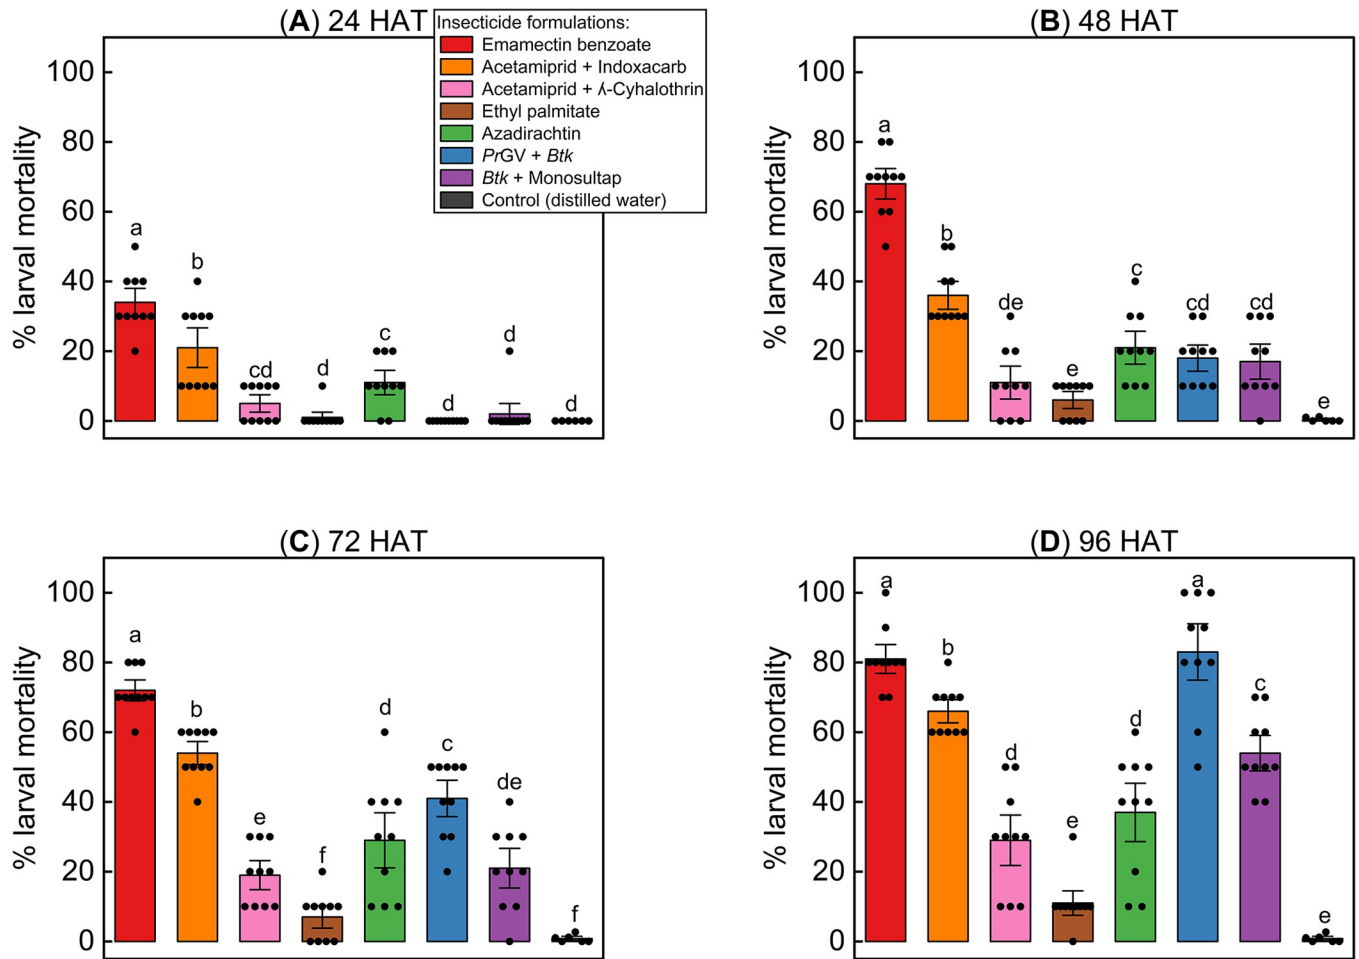 (A) 24 HAT
Insecticide formulations:
Emamectin benzoate
Acetamiprid + Indoxacarb
Acetamiprid + λ-Cyhalothrin
Ethyl palmitate
Azadirachtin
PrGV + Btk
Btk + Monosultap
Control (distilled water)
% larval mortality
100
80
60
40
20
0
a
b
cd
d
c
d
d
d
(B) 48 HAT
% larval mortality
100
80
60
40
20
0
a
b
de
e
c
cd
cd
e
(C) 72 HAT
% larval mortality
100
80
60
40
20
0
a
b
e
f
d
c
de
f
(D) 96 HAT
% larval mortality
100
80
60
40
20
0
a
b
d
e
d
a
c
e